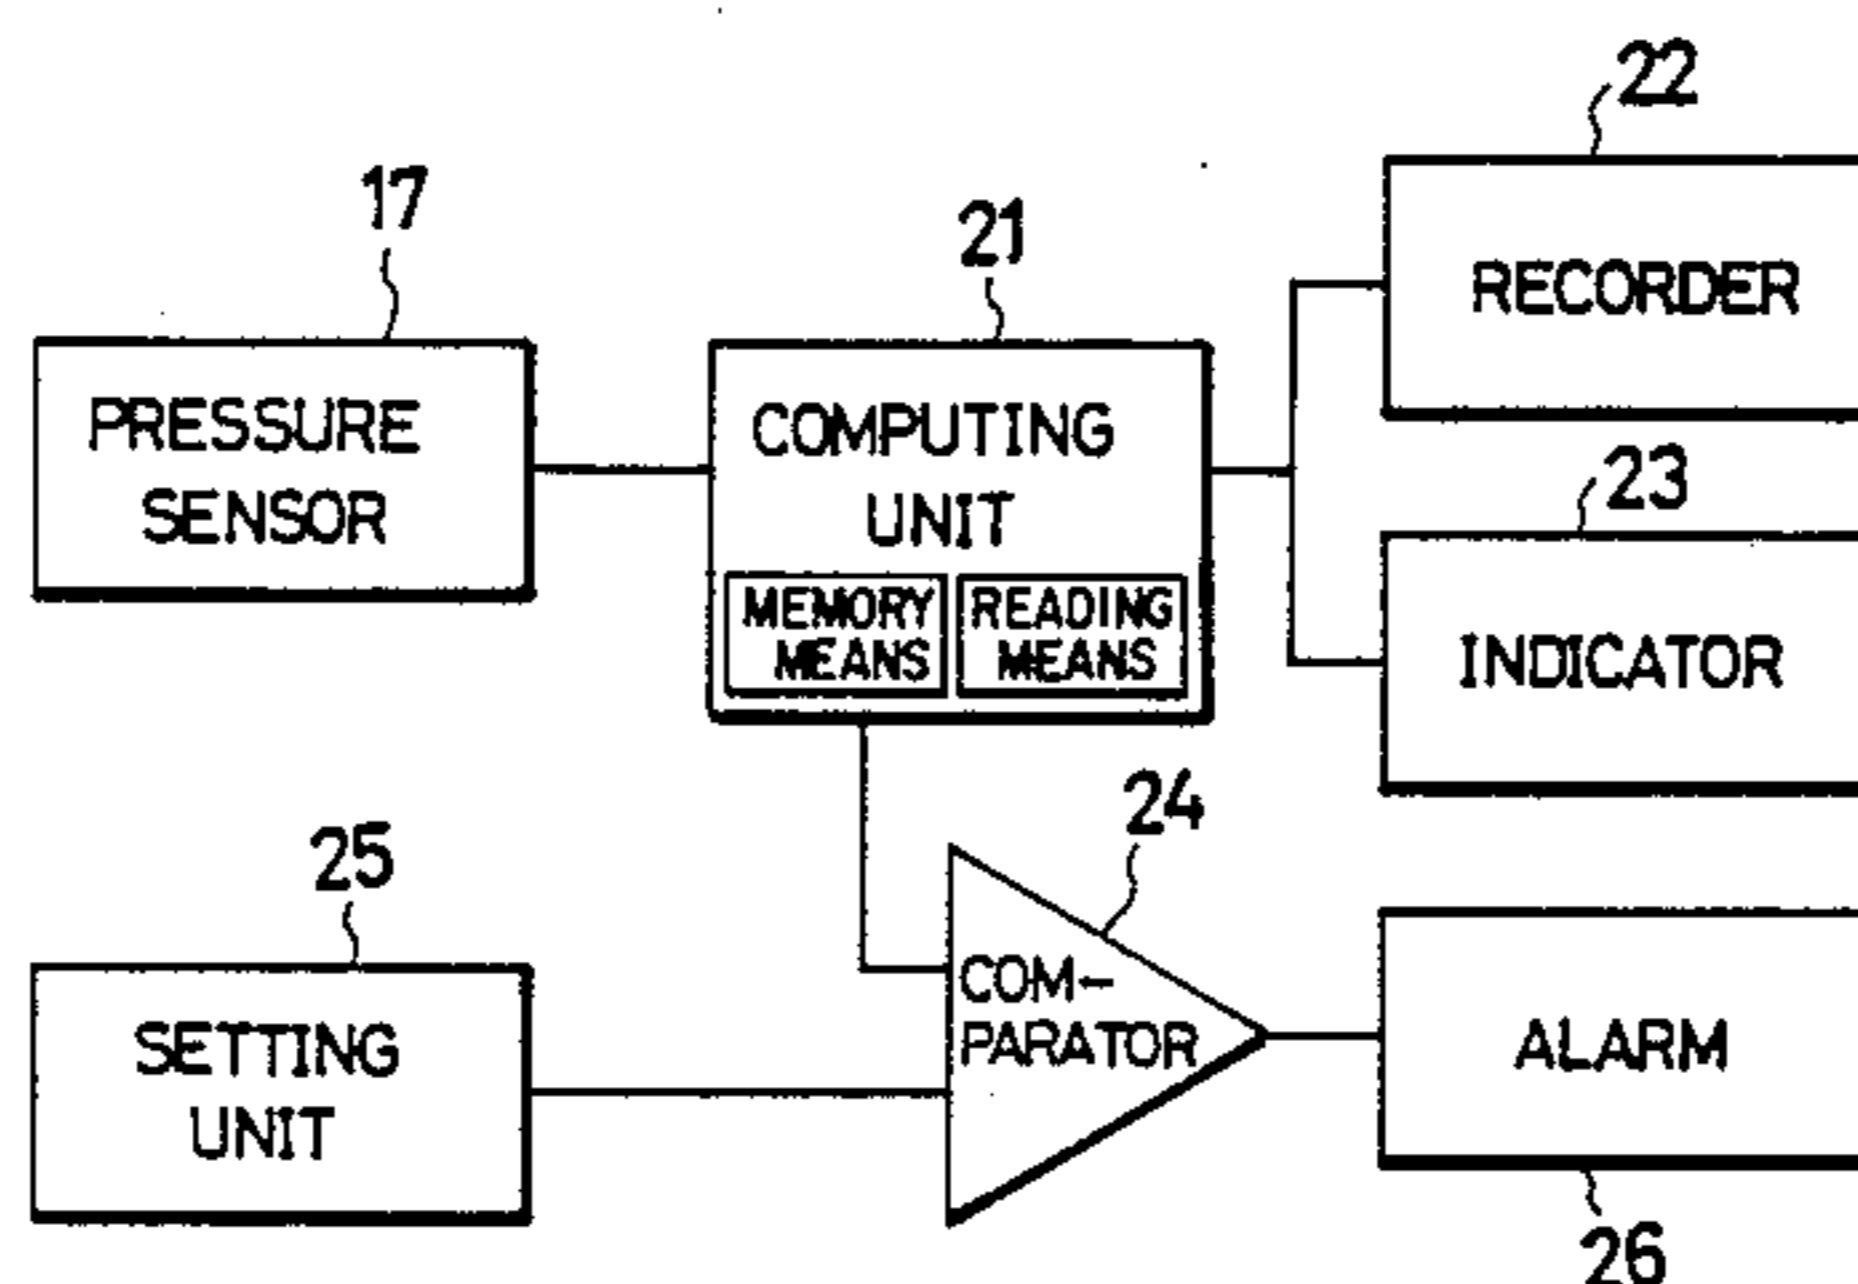 22
17
21
RECORDER
PRESSURE
SENSOR
COMPUTING
UNIT
MEMORY
MEANS
READING
MEANS
23
INDICATOR
24
25
COM-
PARATOR
SETTING
UNIT
ALARM
26